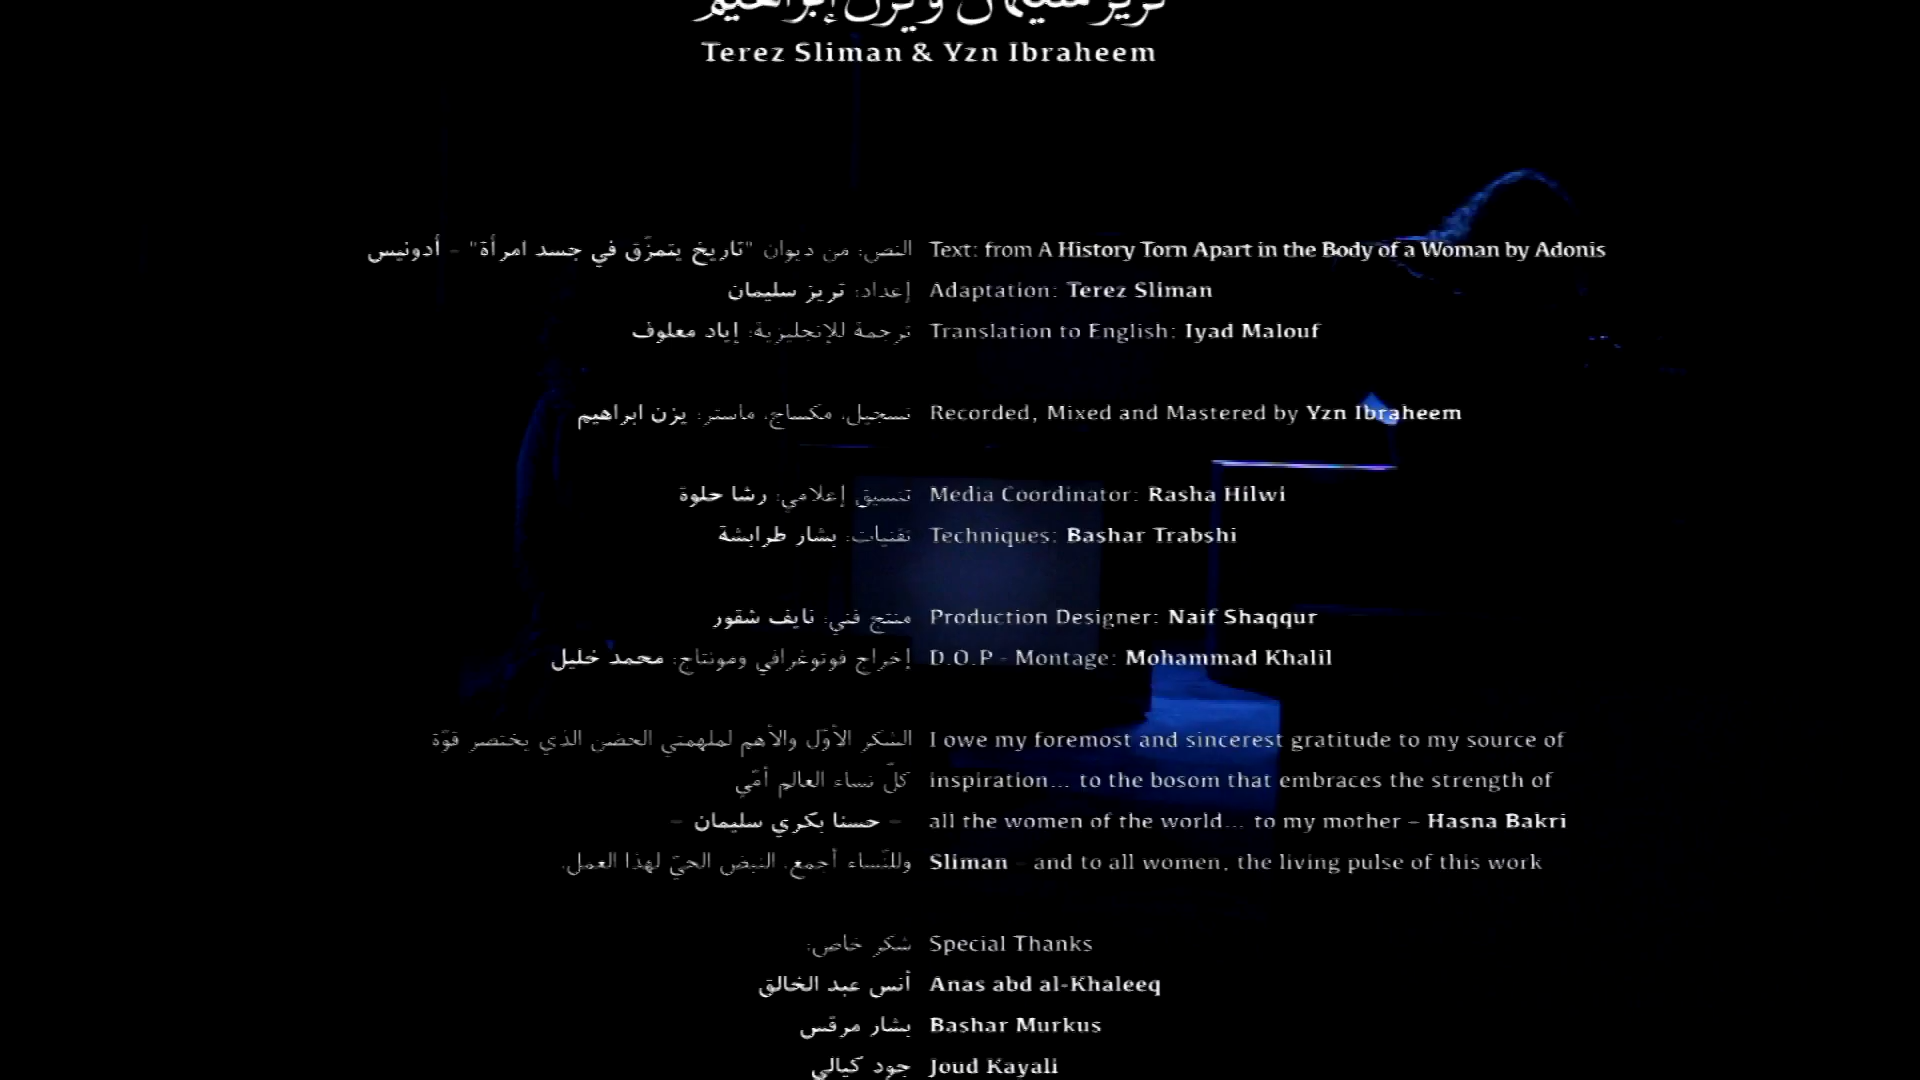 تريز سليمان ويزن إبراهيم
Terez Sliman & Yzn Ibraheem
النص: من ديوان "تاريخ يتمزّق في جسد امرأة" - أدونيس Text: from A History Torn Apart in the Body of a Woman by Adonis
إعداد: تريز سليمان Adaptation: Terez Sliman
ترجمة للإنجليزية: إياد معلوف Translation to English: Iyad Malouf
تسجيل، مكساج، ماستر: يزن ابراهيم Recorded, Mixed and Mastered by Yzn Ibraheem
تنسيق إعلامي: رشا حلوة Media Coordinator: Rasha Hilwi
تقنيات: بشار طرابشة Techniques: Bashar Trabshi
منتج فني: نايف شقور Production Designer: Naif Shaqqur
إخراج فوتوغرافي ومونتاج: محمد خليل D.O.P - Montage: Mohammad Khalil
الشكر الأوّل والأهم لملهمتي الحضن الذي يختصر قوّة I owe my foremost and sincerest gratitude to my source of
كلّ نساء العالم أمّي inspiration... to the bosom that embraces the strength of
- حسنا بكري سليمان - all the women of the world... to my mother – Hasna Bakri
وللنّساء أجمع، النبض الحيّ لهذا العمل. Sliman – and to all women, the living pulse of this work
شكر خاص: Special Thanks
أنس عبد الخالق Anas abd al-Khaleeq
بشار مرقس Bashar Murkus
جود كيالي Joud Kayali